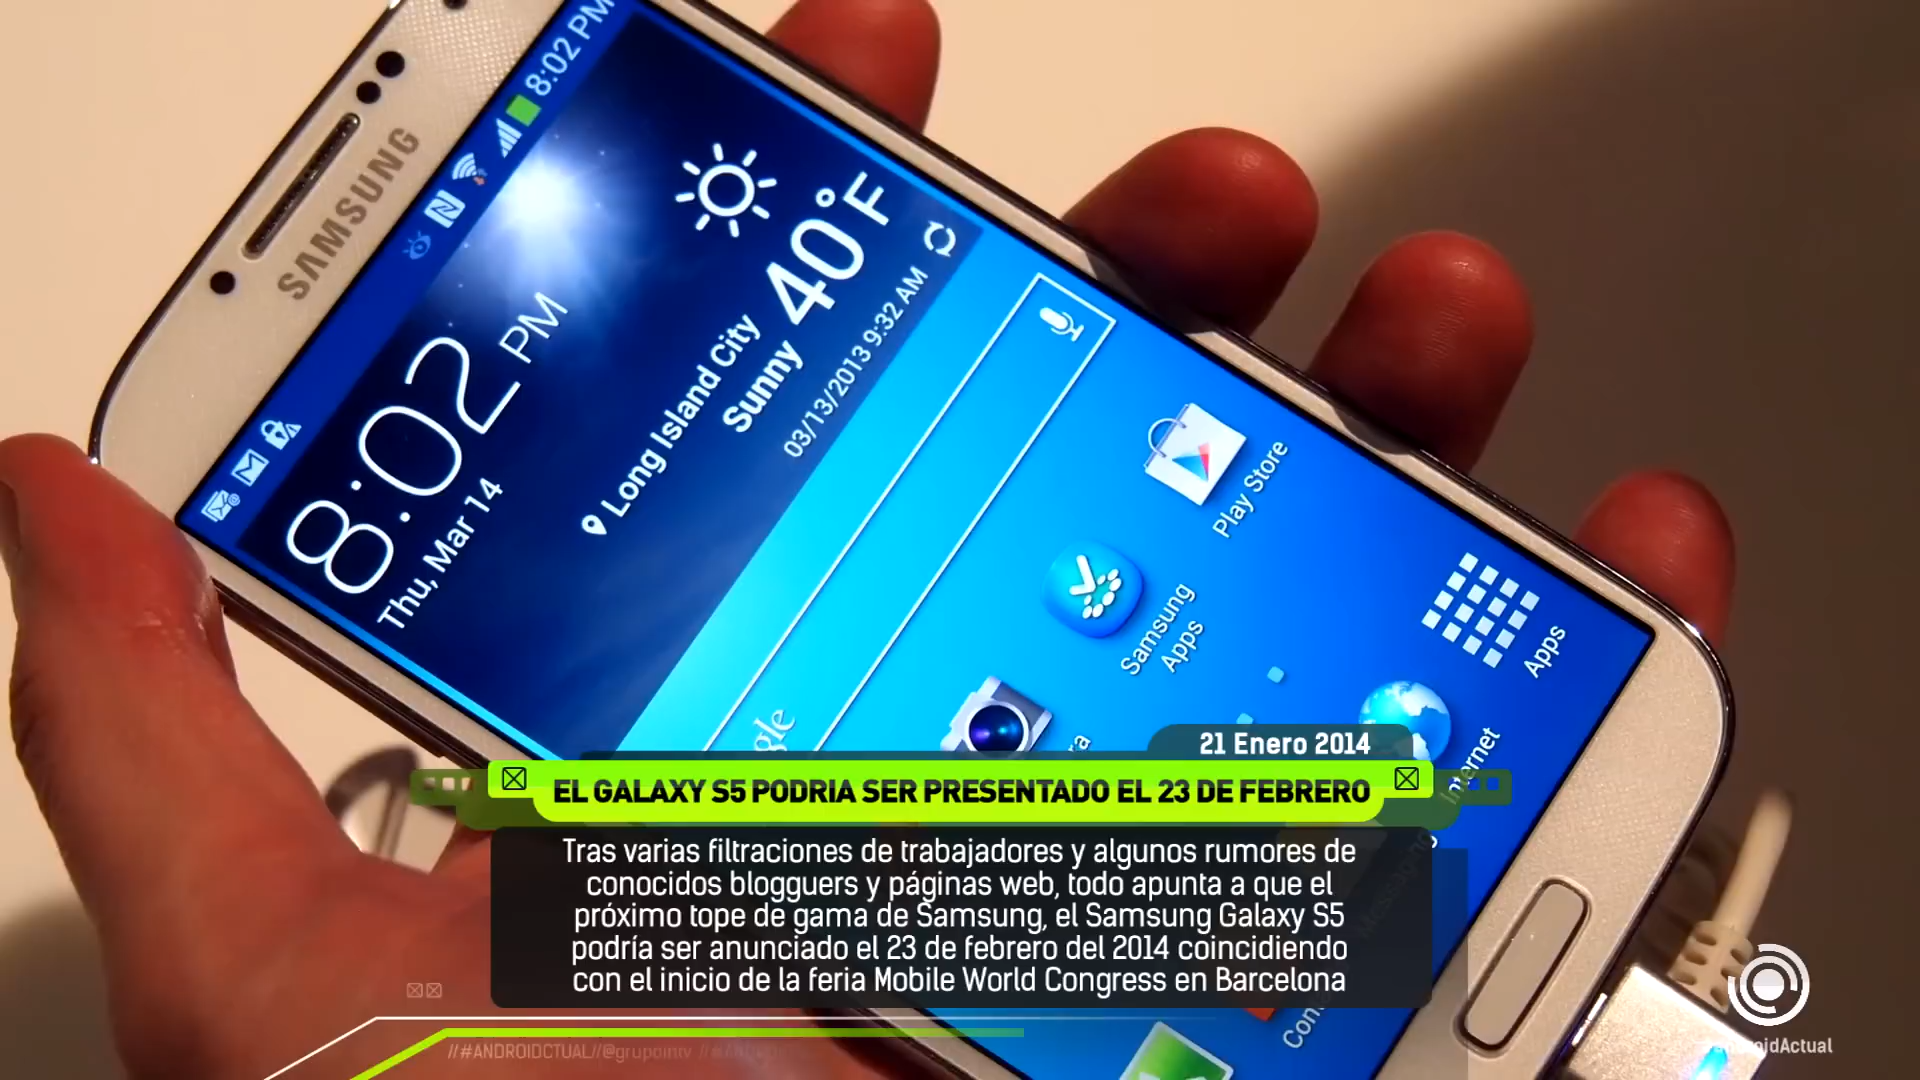 8:02 PM
SAMSUNG
8:02 PM
Thu, Mar 14
Long Island City
Sunny
40°F
03/13/2013 9:32 AM
Play Store
Samsung
Apps
Apps
Internet
21 Enero 2014
EL GALAXY S5 PODRIA SER PRESENTADO EL 23 DE FEBRERO
Tras varias filtraciones de trabajadores y algunos rumores de
conocidos blogguers y páginas web, todo apunta a que el
próximo tope de gama de Samsung, el Samsung Galaxy S5
podría ser anunciado el 23 de febrero del 2014 coincidiendo
con el inicio de la feria Mobile World Congress en Barcelona
//#ANDROIDCTUAL//@grupointv //#AN
#AndroidActual